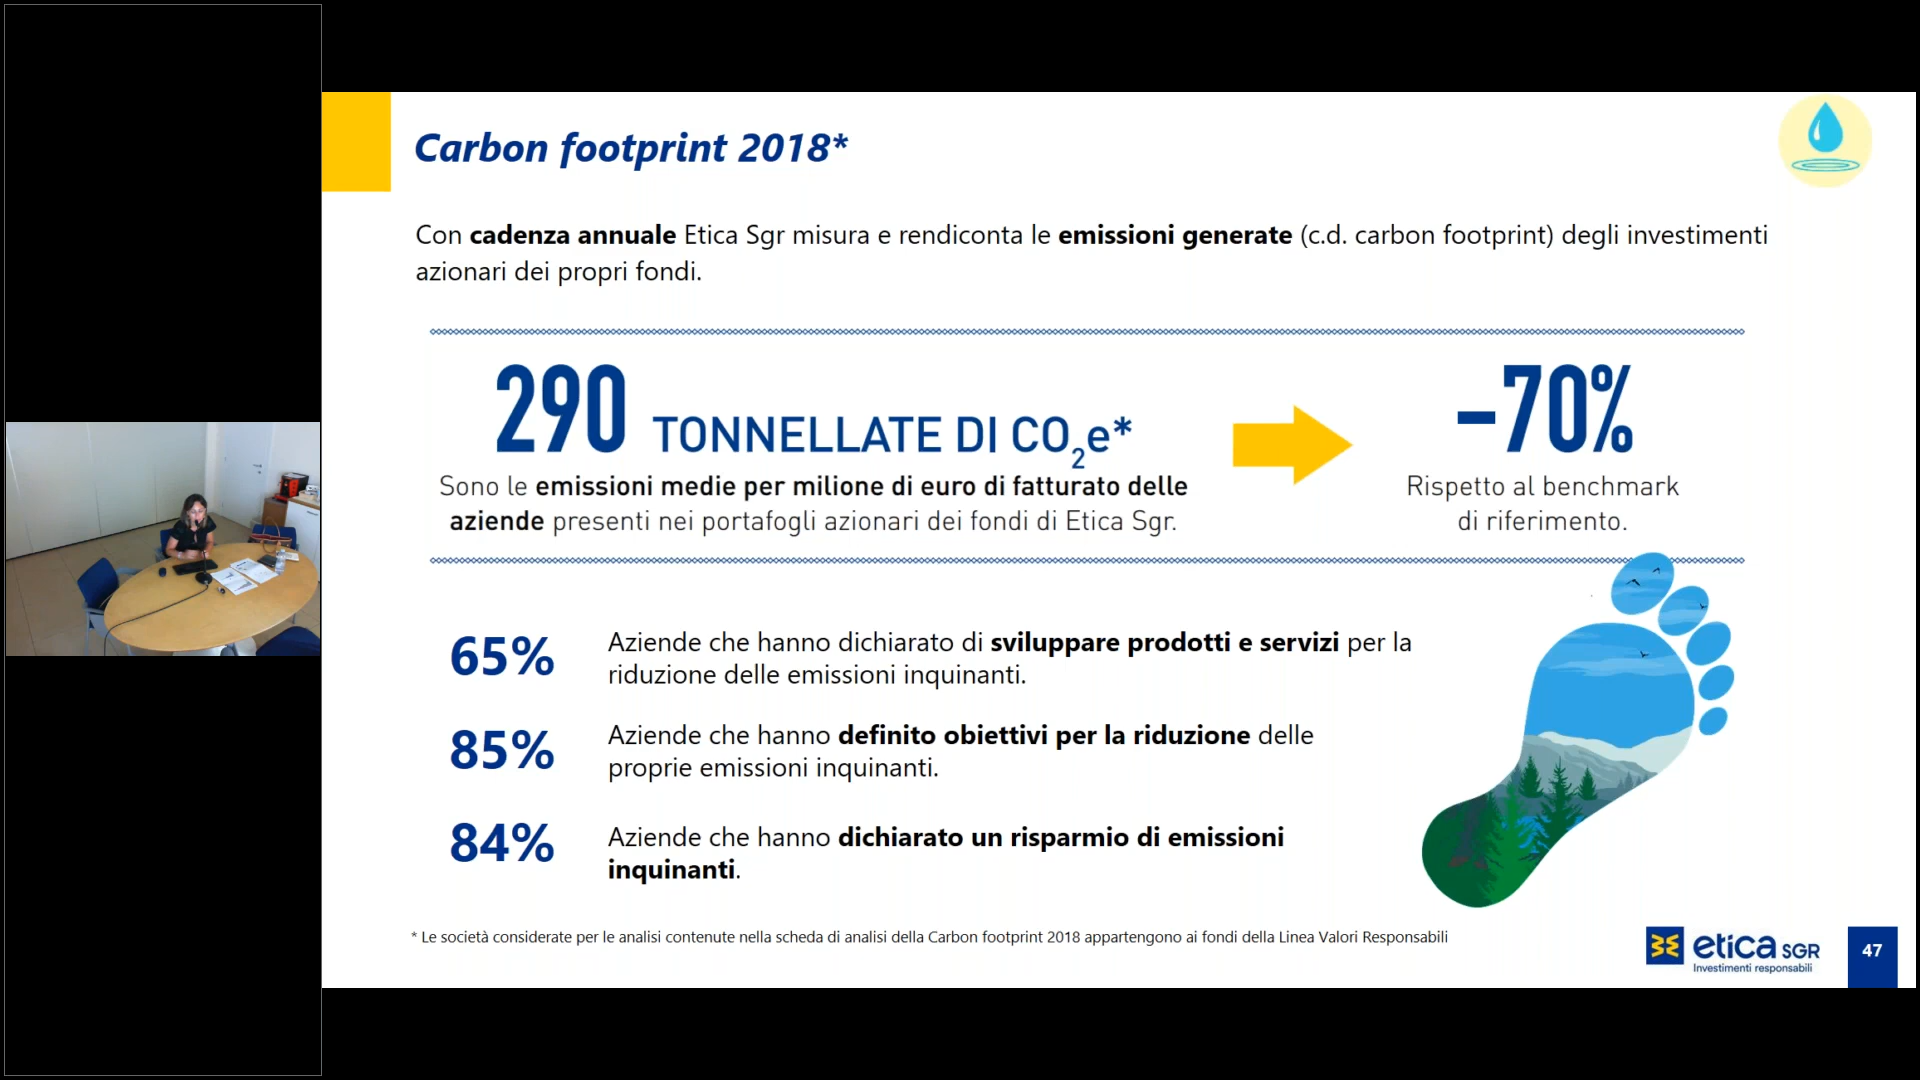 Carbon footprint 2018*
Con cadenza annuale Etica Sgr misura e rendiconta le emissioni generate (c.d. carbon footprint) degli investimenti
azionari dei propri fondi.
290 TONNELLATE DI CO2e*
Sono le emissioni medie per milione di euro di fatturato delle
aziende presenti nei portafogli azionari dei fondi di Etica Sgr.
–70%
Rispetto al benchmark
di riferimento.
65%
Aziende che hanno dichiarato di sviluppare prodotti e servizi per la
riduzione delle emissioni inquinanti.
85%
Aziende che hanno definito obiettivi per la riduzione delle
proprie emissioni inquinanti.
84%
Aziende che hanno dichiarato un risparmio di emissioni
inquinanti.
* Le società considerate per le analisi contenute nella scheda di analisi della Carbon footprint 2018 appartengono ai fondi della Linea Valori Responsabili
etica SGR
Investimenti responsabili
47